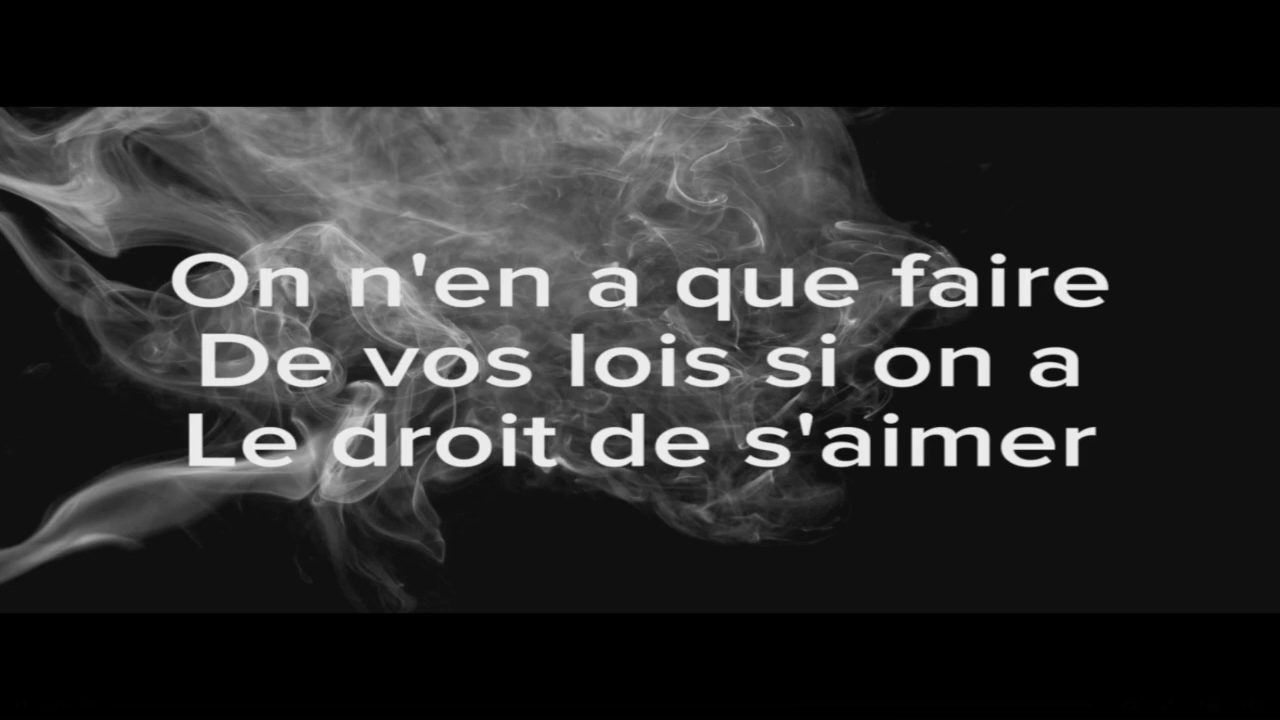 On n'en a que faire
De vos lois si on a
Le droit de s'aimer